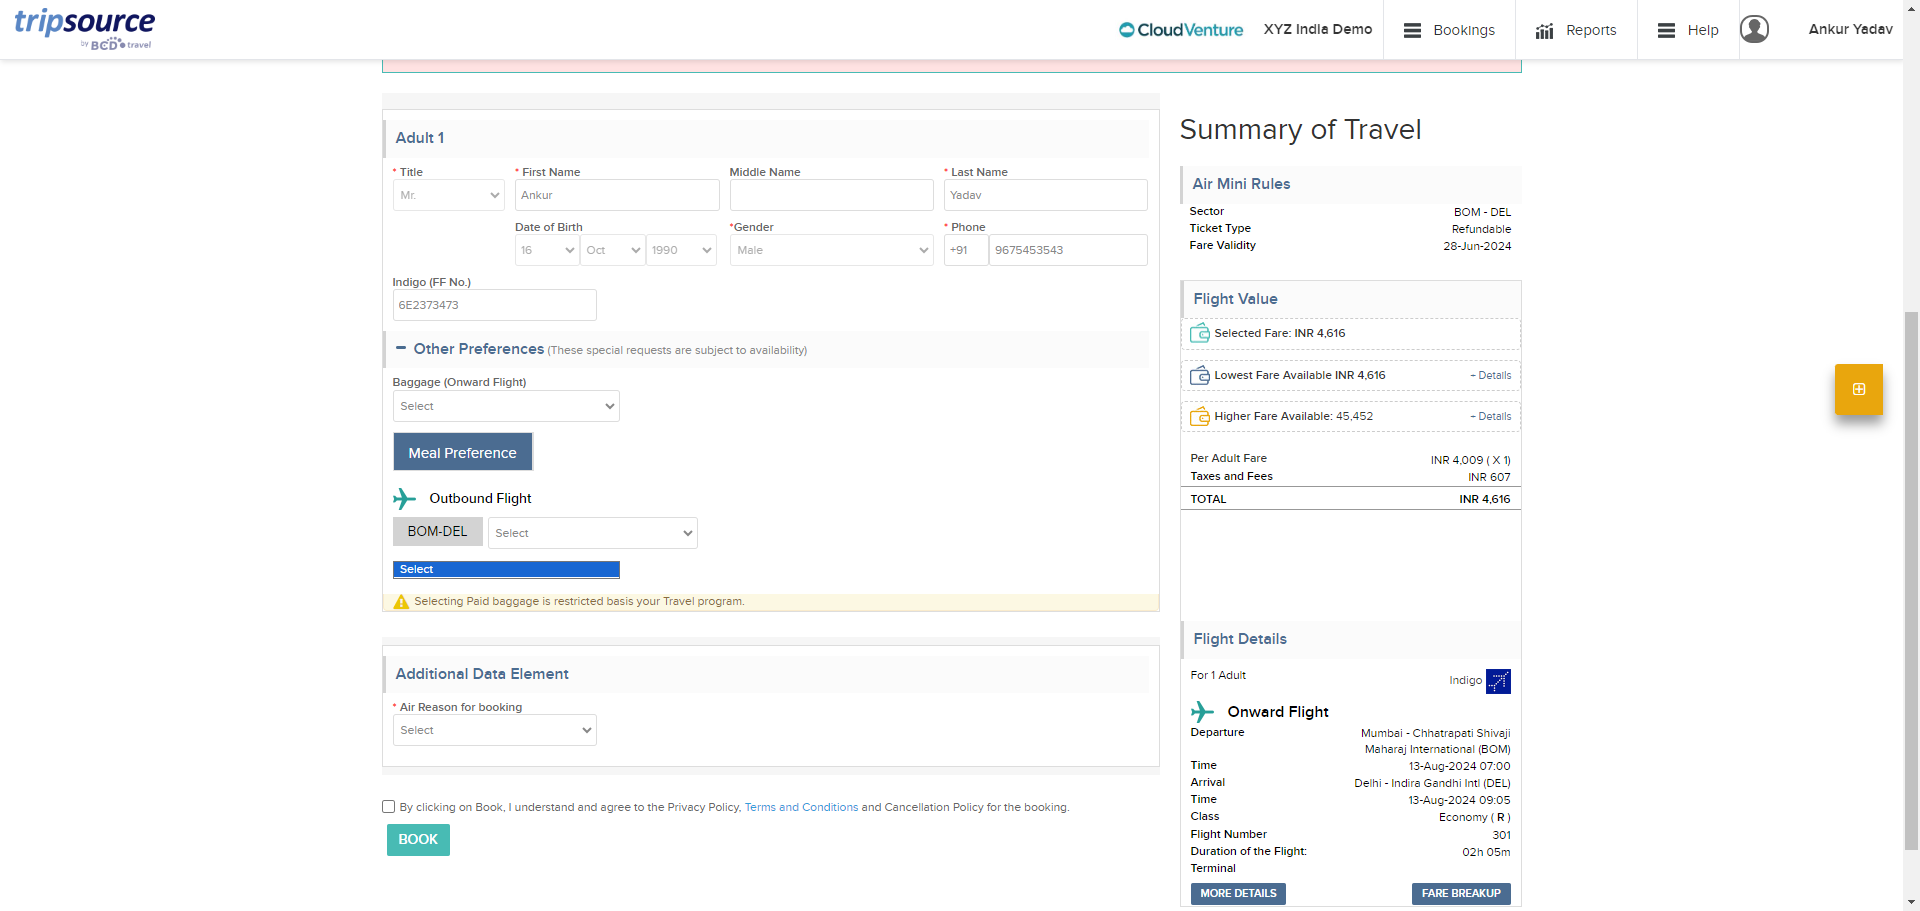 tripsource
by BCD travel
CloudVenture
XYZ India Demo
Bookings
Reports
Help
Ankur Yadav
Adult 1
* Title
* First Name
Middle Name
* Last Name
Mr.
Ankur
Yadav
Date of Birth
*Gender
* Phone
16
Oct
1990
Male
+91
9675453543
Indigo (FF No.)
6E2373473
Other Preferences (These special requests are subject to availability)
Baggage (Onward Flight)
Select
Meal Preference
Outbound Flight
BOM-DEL
Select
Select
Selecting Paid baggage is restricted basis your Travel program.
Additional Data Element
* Air Reason for booking
Select
By clicking on Book, I understand and agree to the Privacy Policy, Terms and Conditions and Cancellation Policy for the booking.
BOOK
Summary of Travel
Air Mini Rules
Sector BOM - DEL
Ticket Type Refundable
Fare Validity 28-Jun-2024
Flight Value
Selected Fare: INR 4,616
Lowest Fare Available INR 4,616 + Details
Higher Fare Available: 45,452 + Details
Per Adult Fare INR 4,009 ( X 1)
Taxes and Fees INR 607
TOTAL INR 4,616
Flight Details
For 1 Adult Indigo
Onward Flight
Departure Mumbai - Chhatrapati Shivaji
Maharaj International (BOM)
Time 13-Aug-2024 07:00
Arrival Delhi - Indira Gandhi Intl (DEL)
Time 13-Aug-2024 09:05
Class Economy ( R )
Flight Number 301
Duration of the Flight: 02h 05m
Terminal
MORE DETAILS
FARE BREAKUP